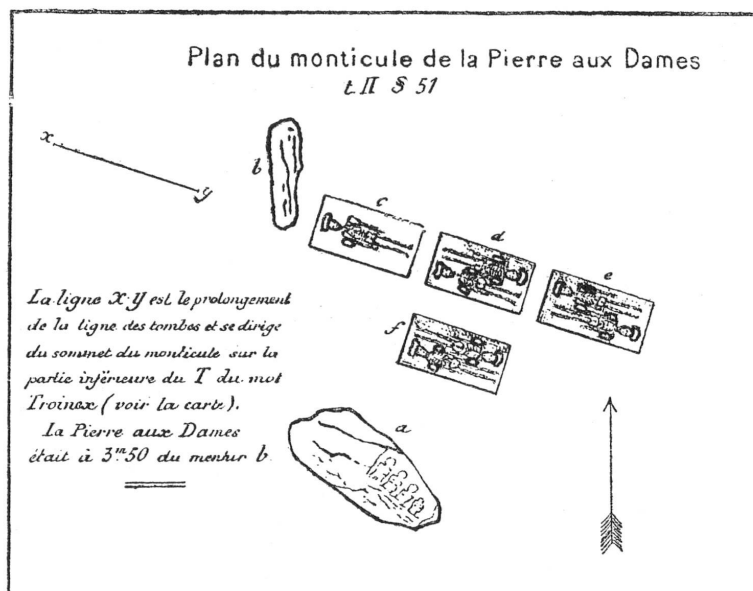 Plan du monticule de la Pierre aux Dames
t. II § 51
x
y
b
c
d
e
f
a
La ligne X-Y est le prolongement
de la ligne des tombes et se dirige
du sommet du monticule sur la
partie inférieure du T du mot
Troinex (voir la carte).
La Pierre aux Dames
était à 3m50 du menhir b